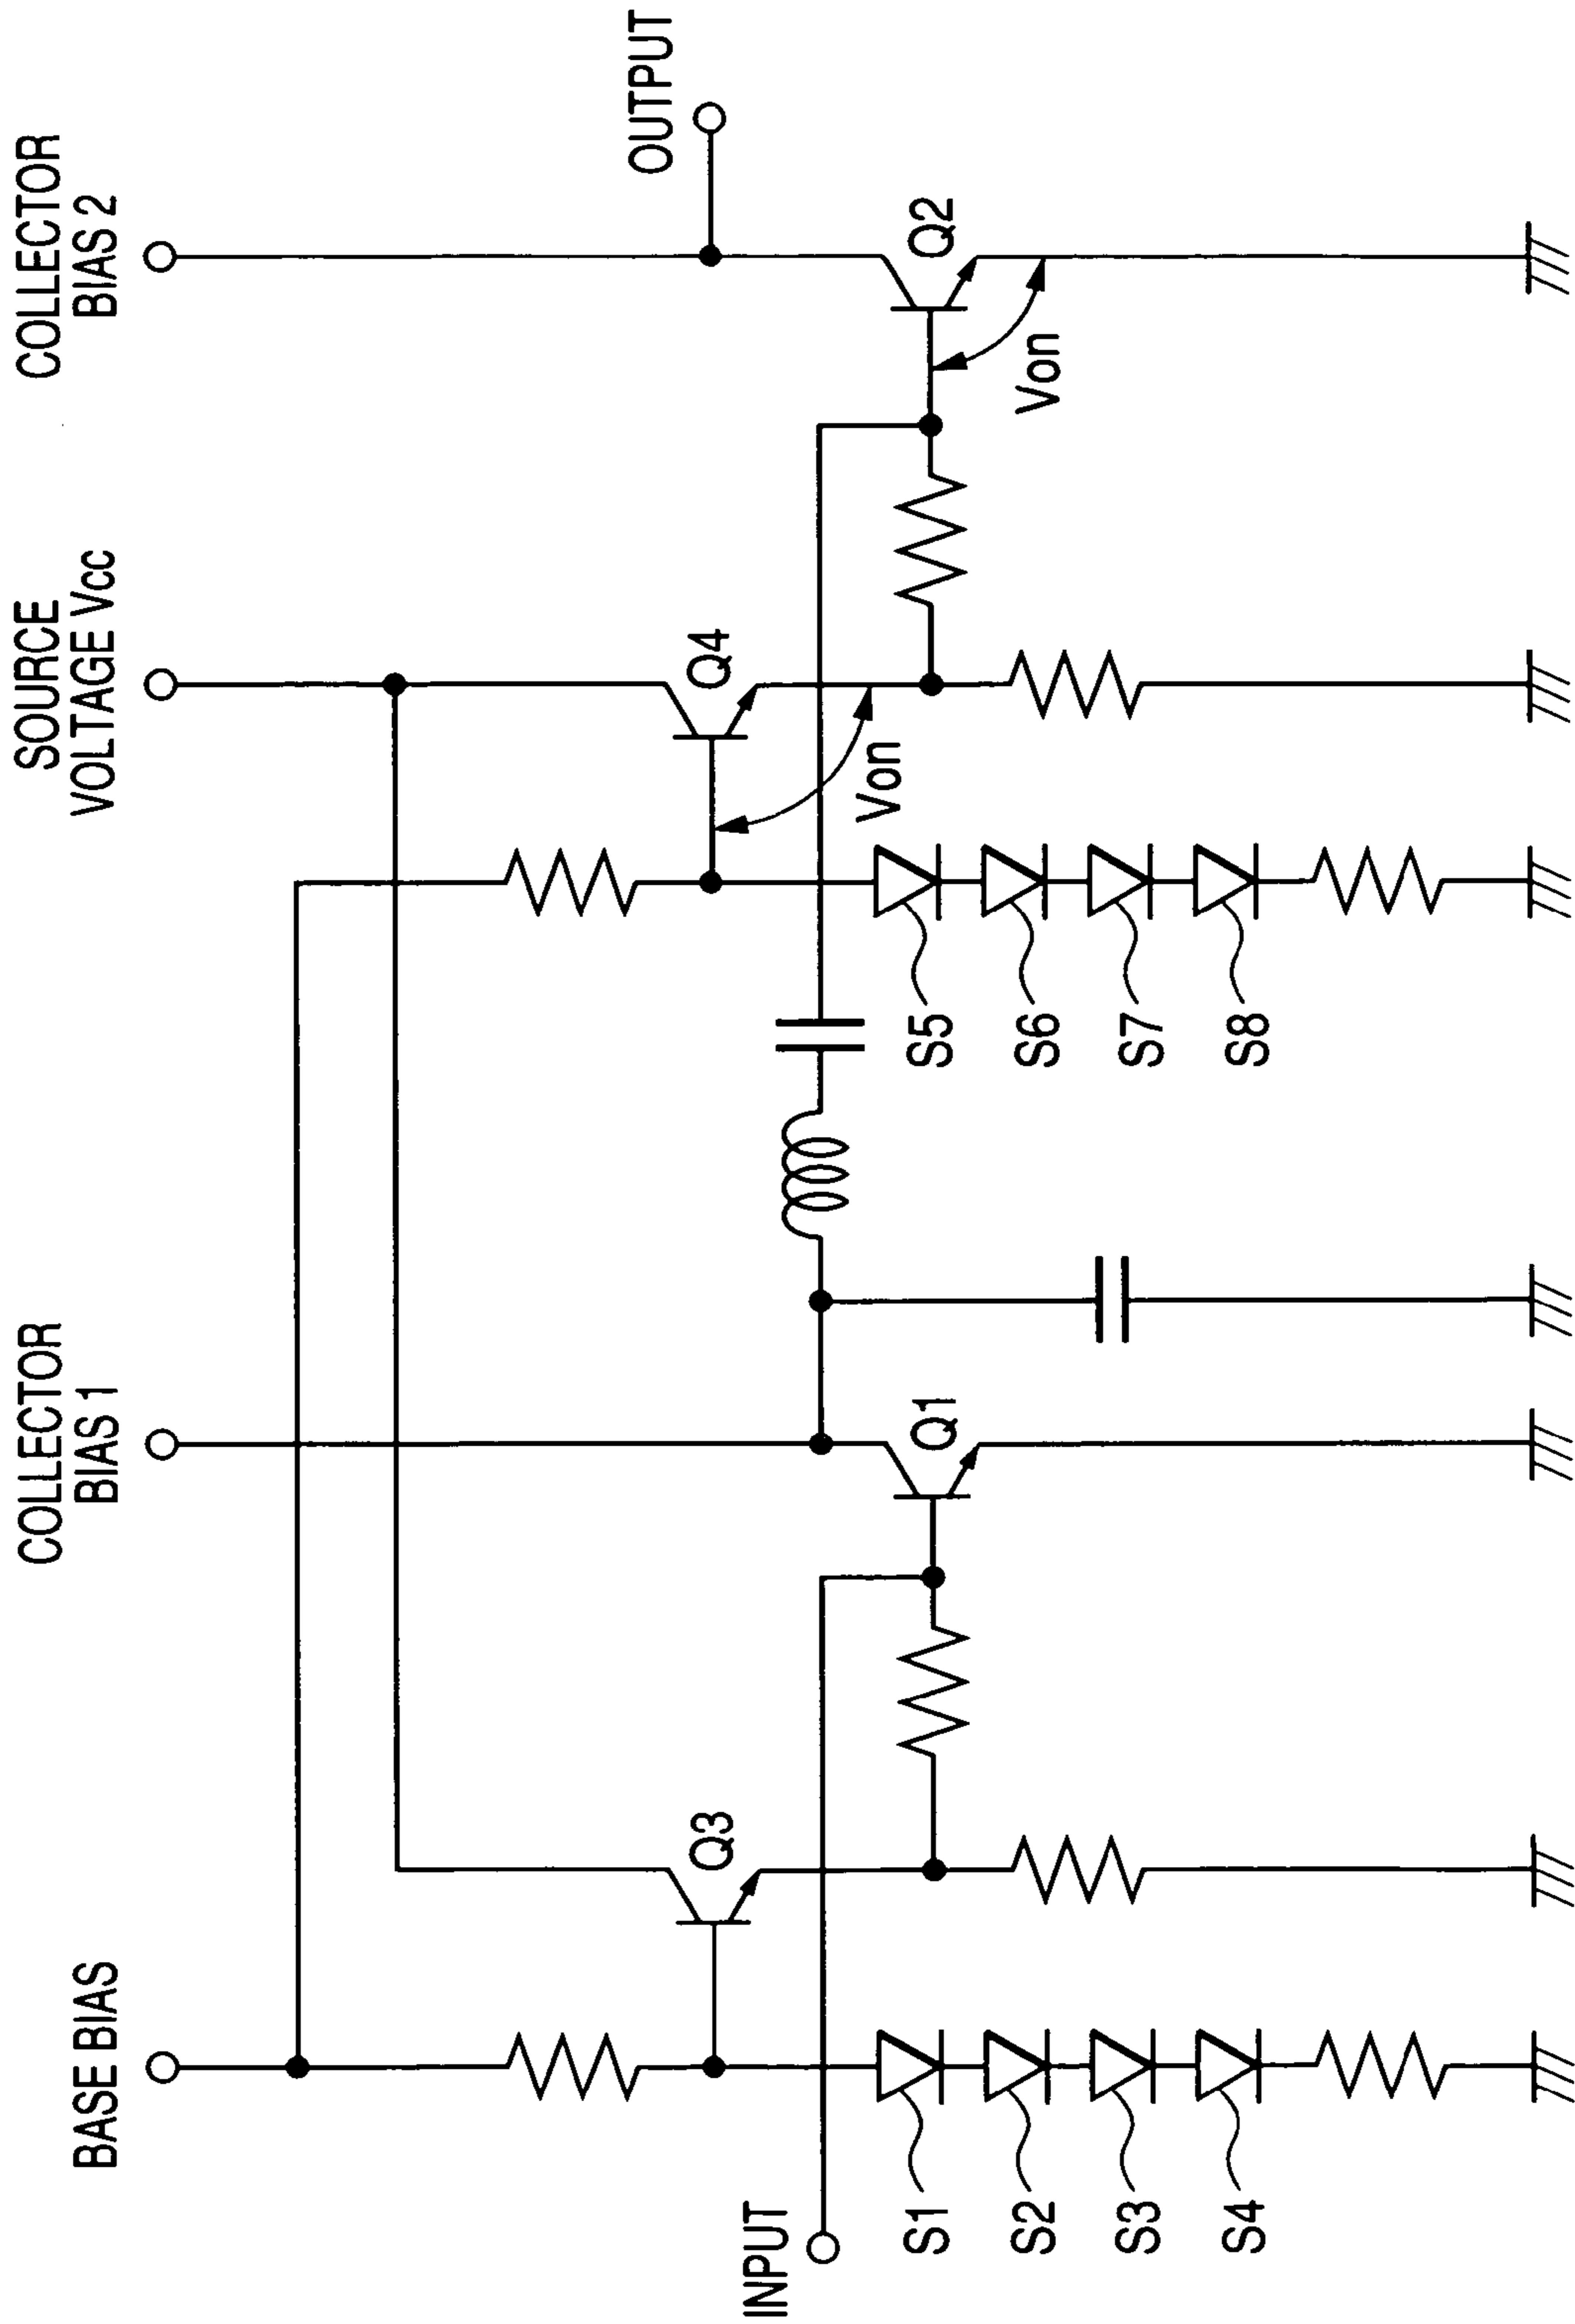 BASE BIAS
COLLECTOR
BIAS 1
SOURCE
VOLTAGE Vcc
COLLECTOR
BIAS 2
OUTPUT
Q3
Q4
INPUT
Von
Q1
Q2
Von
S1
S2
S3
S4
S5
S6
S7
S8